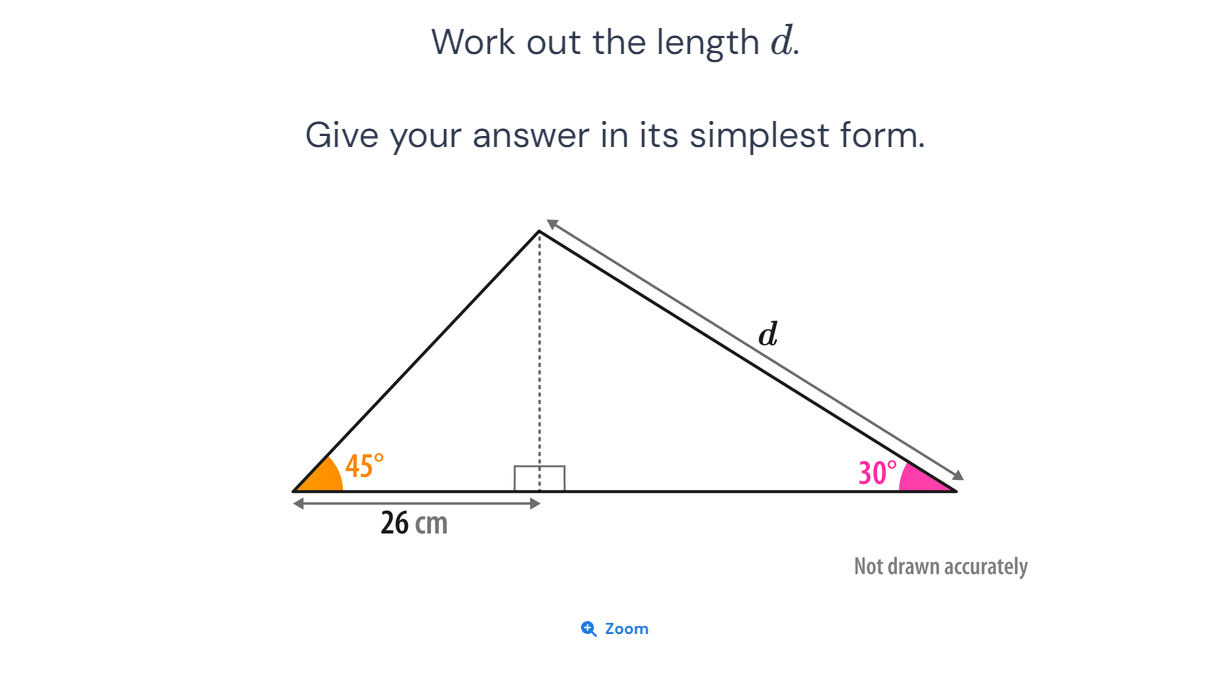 Work out the length d.
Give your answer in its simplest form.
d
45°
30°
26 cm
Not drawn accurately
Zoom